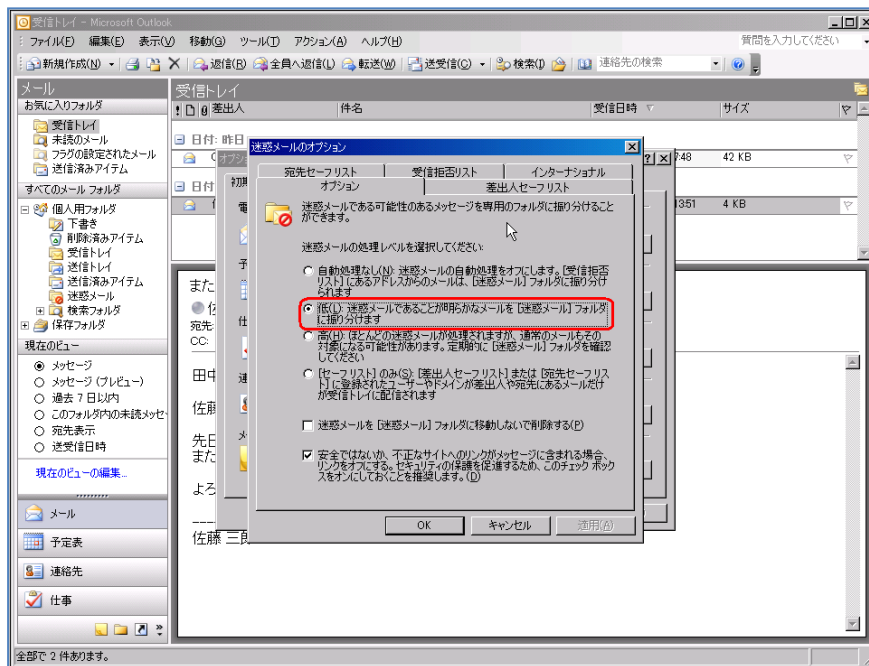 受信トレイ - Microsoft Outlook
ファイル(F) 編集(E) 表示(V) 移動(G) ツール(T) アクション(A) ヘルプ(H)
質問を入力してください
新規作成(N) 返信(R) 全員へ返信(L) 転送(W) 送受信(C) 検索(I) 連絡先の検索
メール
お気に入りフォルダ
受信トレイ
未読のメール
フラグの設定されたメール
送信済みアイテム
すべてのメール フォルダ
個人用フォルダ
下書き
削除済みアイテム
受信トレイ
送信トレイ
送信済みアイテム
迷惑メール
検索フォルダ
保存フォルダ
現在のビュー
メッセージ
メッセージ (プレビュー)
過去 7 日以内
このフォルダ内の未読メッセ
宛先表示
送受信日時
現在のビューの編集...
メール
予定表
連絡先
仕事
全部で 2 件あります。
受信トレイ
差出人 件名 受信日時 サイズ
日付: 昨日
7:48 42 KB
日付
13:51 4 KB
また
宛先:
CC:
田中
佐藤
先日
また
よろ
佐藤 三郎
迷惑メールのオプション
宛先セーフ リスト 受信拒否リスト インターナショナル
オプション 差出人セーフ リスト
迷惑メールである可能性のあるメッセージを専用のフォルダに振り分けること
ができます。
迷惑メールの処理レベルを選択してください:
自動処理なし(N): 迷惑メールの自動処理をオフにします。[受信拒否
リスト] にあるアドレスからのメールは、[迷惑メール] フォルダに振り分け
られます
低(L): 迷惑メールであることが明らかなメールを [迷惑メール] フォルダ
に振り分けます
高(H): ほとんどの迷惑メールが処理されますが、通常のメールもその
対象になる可能性があります。定期的に [迷惑メール] フォルダを確認
してください
[セーフ リスト] のみ(S): [差出人セーフ リスト] または [宛先セーフ リス
ト] に登録されたユーザーやドメインが差出人や宛先にあるメールだけ
が受信トレイに配信されます
迷惑メールを [迷惑メール] フォルダに移動しないで削除する(P)
安全ではないか、不正なサイトへのリンクがメッセージに含まれる場合、
リンクをオフにする。セキュリティの保護を促進するため、このチェック ボック
スをオンにしておくことを推奨します。(D)
OK キャンセル 適用(A)